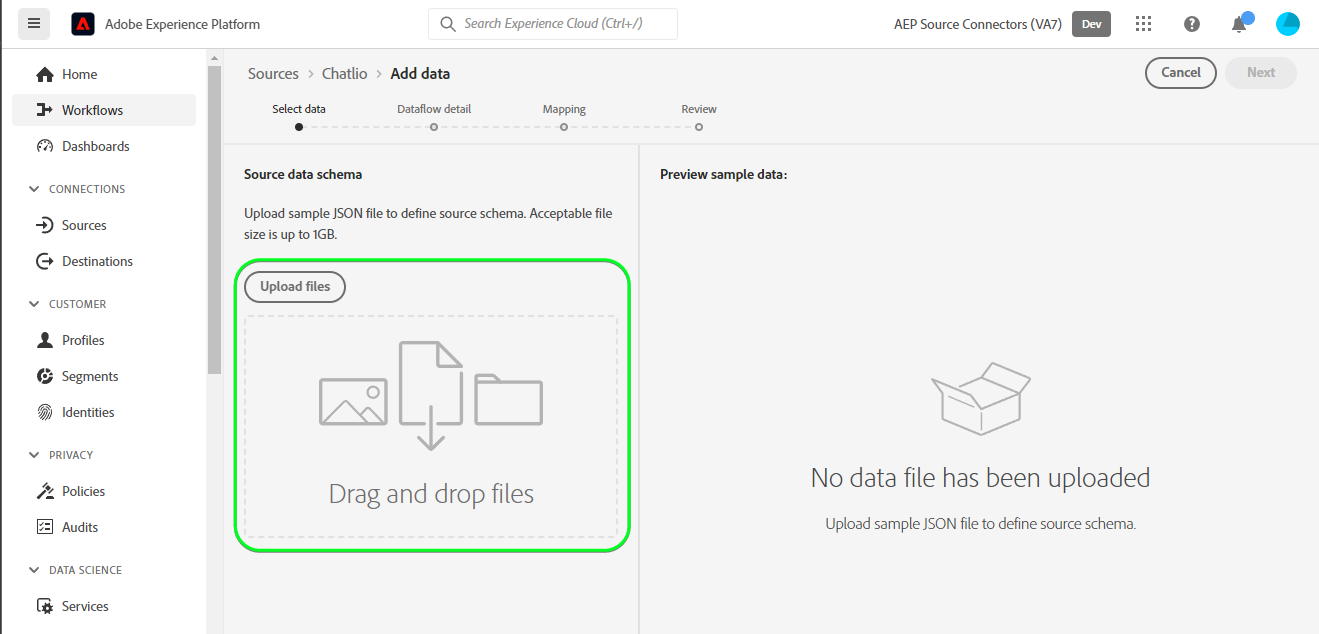 Adobe Experience Platform
Search Experience Cloud (Ctrl+/)
AEP Source Connectors (VA7)
Dev
Home
Workflows
Dashboards
CONNECTIONS
Sources
Destinations
CUSTOMER
Profiles
Segments
Identities
PRIVACY
Policies
Audits
DATA SCIENCE
Services
Sources > Chatlio > Add data
Cancel
Next
Select data
Dataflow detail
Mapping
Review
Source data schema
Upload sample JSON file to define source schema. Acceptable file
size is up to 1GB.
Upload files
Drag and drop files
Preview sample data:
No data file has been uploaded
Upload sample JSON file to define source schema.